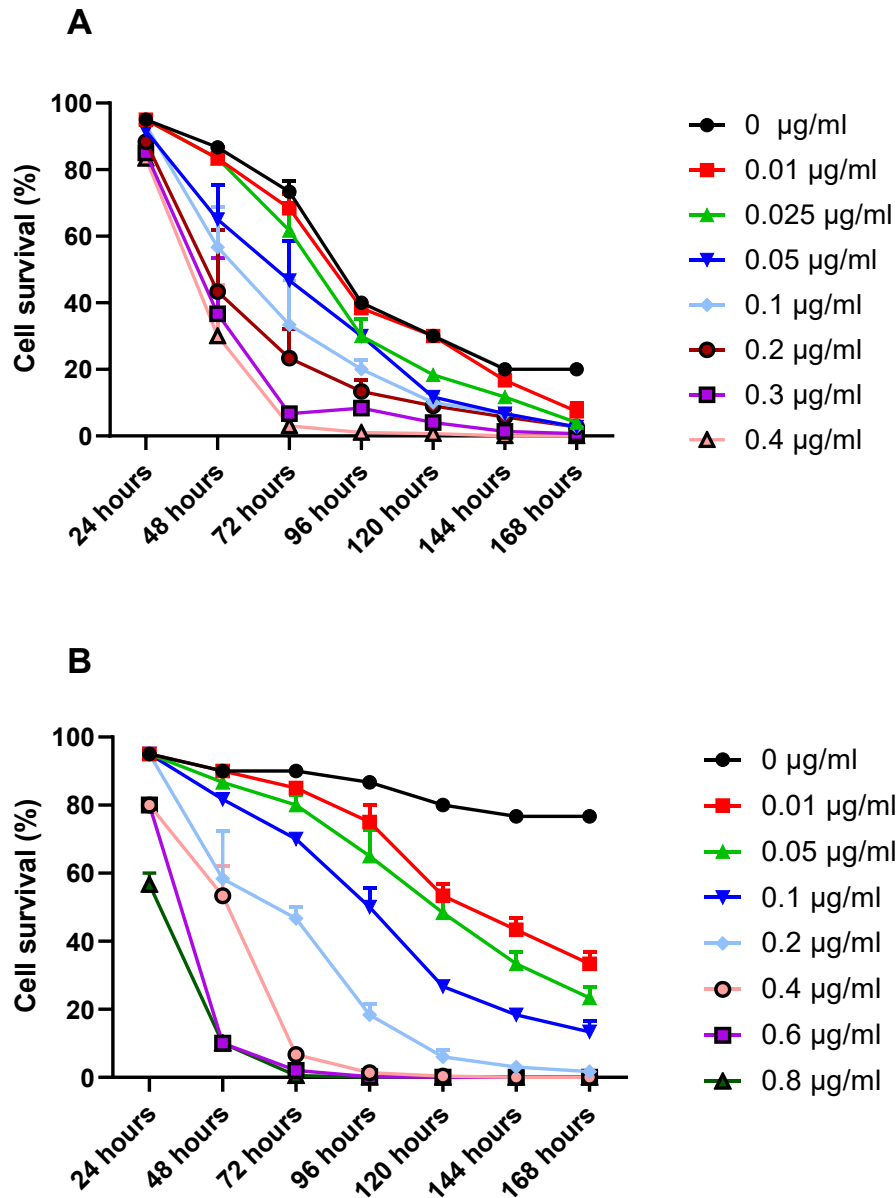 A
Cell survival (%)
100
80
60
40
20
0
24 hours
48 hours
72 hours
96 hours
120 hours
144 hours
168 hours
0 µg/ml
0.01 µg/ml
0.025 µg/ml
0.05 µg/ml
0.1 µg/ml
0.2 µg/ml
0.3 µg/ml
0.4 µg/ml
B
Cell survival (%)
100
80
60
40
20
0
24 hours
48 hours
72 hours
96 hours
120 hours
144 hours
168 hours
0 µg/ml
0.01 µg/ml
0.05 µg/ml
0.1 µg/ml
0.2 µg/ml
0.4 µg/ml
0.6 µg/ml
0.8 µg/ml